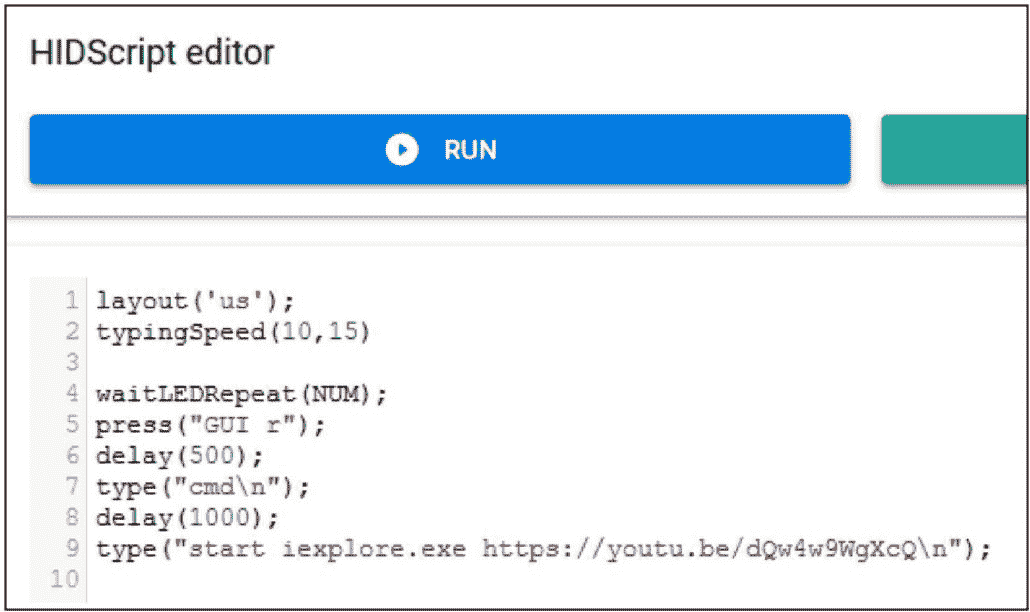 HIDScript editor
RUN
1 layout('us');
2 typingSpeed(10,15)
3
4 waitLEDRepeat(NUM);
5 press("GUI r");
6 delay(500);
7 type("cmd\n");
8 delay(1000);
9 type("start iexplore.exe https://youtu.be/dQw4w9WgXcQ\n");
10